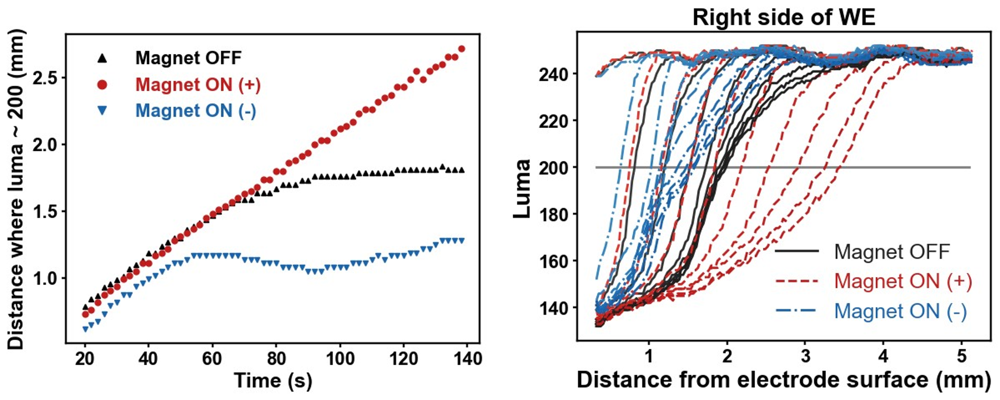 Distance where luma ~ 200 (mm)
2.5
2.0
1.5
1.0
Magnet OFF
Magnet ON (+)
Magnet ON (-)
20 40 60 80 100 120 140
Time (s)
Right side of WE
Luma
240
220
200
180
160
140
Magnet OFF
Magnet ON (+)
Magnet ON (-)
1 2 3 4 5
Distance from electrode surface (mm)